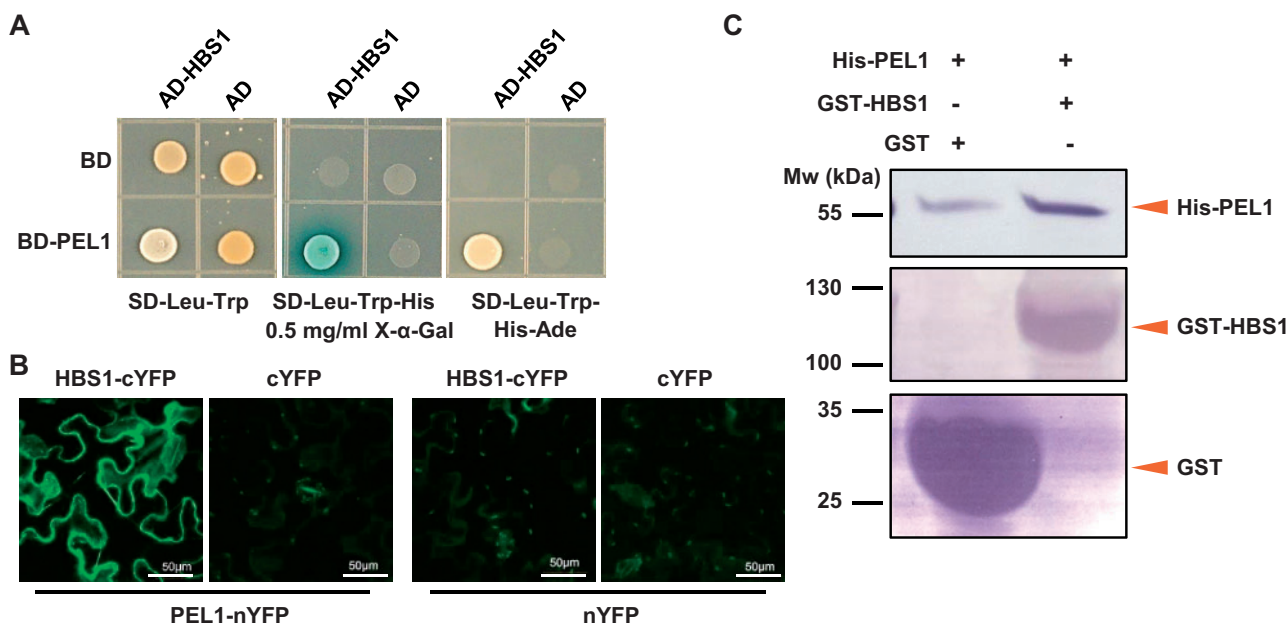 A
AD-HBS1 AD AD-HBS1 AD AD-HBS1 AD
BD
BD-PEL1
SD-Leu-Trp SD-Leu-Trp-His SD-Leu-Trp-
0.5 mg/ml X-α-Gal His-Ade
B
HBS1-cYFP cYFP HBS1-cYFP cYFP
50μm 50μm 50μm 50μm
PEL1-nYFP nYFP
C
His-PEL1 + +
GST-HBS1 - +
GST + -
Mw (kDa)
55 His-PEL1
130
GST-HBS1
100
35
GST
25